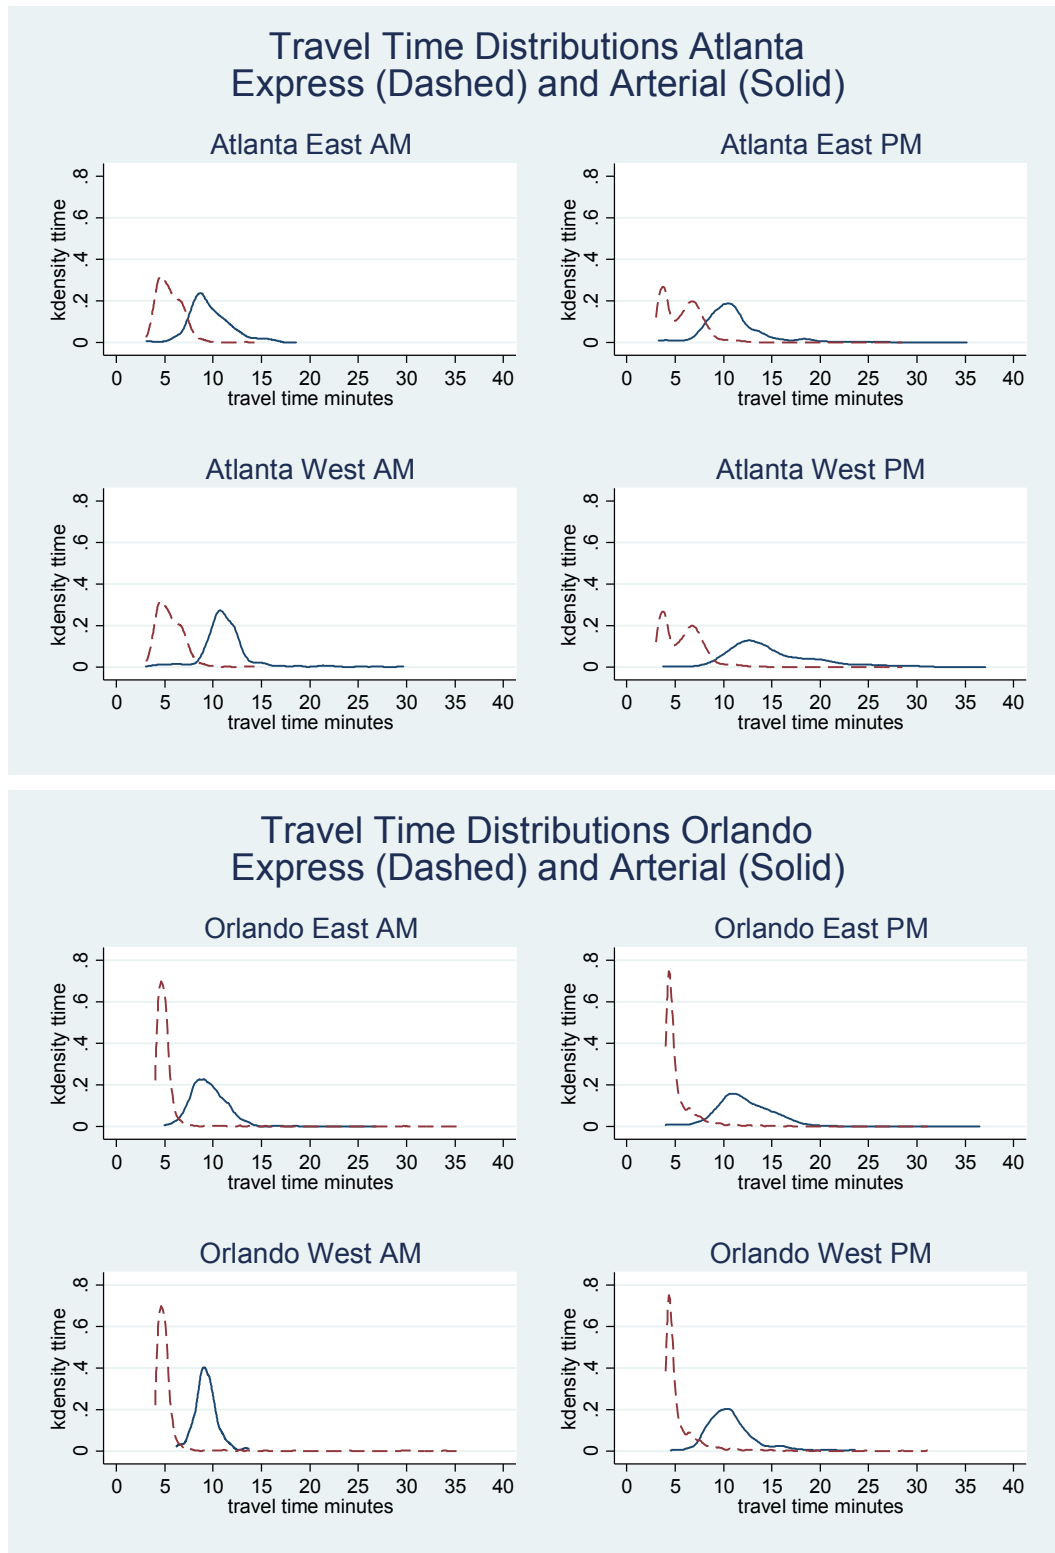 Travel Time Distributions Atlanta
Express (Dashed) and Arterial (Solid)
Atlanta East AM
kdensity ttime
.8
.6
.4
.2
0
0 5 10 15 20 25 30 35 40
travel time minutes
Atlanta East PM
kdensity ttime
.8
.6
.4
.2
0
0 5 10 15 20 25 30 35 40
travel time minutes
Atlanta West AM
kdensity ttime
.8
.6
.4
.2
0
0 5 10 15 20 25 30 35 40
travel time minutes
Atlanta West PM
kdensity ttime
.8
.6
.4
.2
0
0 5 10 15 20 25 30 35 40
travel time minutes
Travel Time Distributions Orlando
Express (Dashed) and Arterial (Solid)
Orlando East AM
kdensity ttime
.8
.6
.4
.2
0
0 5 10 15 20 25 30 35 40
travel time minutes
Orlando East PM
kdensity ttime
.8
.6
.4
.2
0
0 5 10 15 20 25 30 35 40
travel time minutes
Orlando West AM
kdensity ttime
.8
.6
.4
.2
0
0 5 10 15 20 25 30 35 40
travel time minutes
Orlando West PM
kdensity ttime
.8
.6
.4
.2
0
0 5 10 15 20 25 30 35 40
travel time minutes